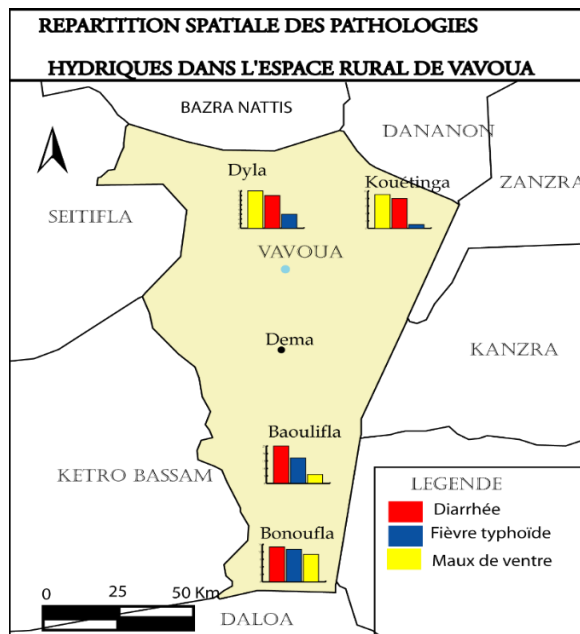 REPARTITION SPATIALE DES PATHOLOGIES
HYDRIQUES DANS L'ESPACE RURAL DE VAVOUA
BAZRA NATTIS
DANANON
Dyla
Kouétinga
ZANZRA
SEITIFLA
VAVOUA
Dema
KANZRA
Baoulifla
KETRO BASSAM
LEGENDE
Diarrhée
Fièvre typhoïde
Maux de ventre
Bonoufla
0 25 50 Km
DALOA